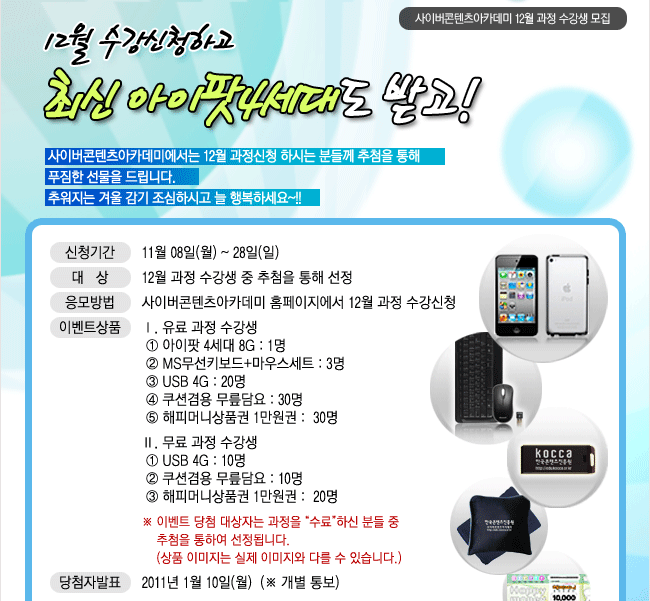 사이버콘텐츠아카데미 12월 과정 수강생 모집
12월 수강신청하고
최신 아이팟4세대도 받고!
사이버콘텐츠아카데미에서는 12월 과정신청 하시는 분들께 추첨을 통해
푸짐한 선물을 드립니다.
추워지는 겨울 감기 조심하시고 늘 행복하세요~!!
신청기간 11월 08일(월) ~ 28일(일)
대 상 12월 과정 수강생 중 추첨을 통해 선정
응모방법 사이버콘텐츠아카데미 홈페이지에서 12월 과정 수강신청
이벤트상품 Ⅰ. 유료 과정 수강생
① 아이팟 4세대 8G : 1명
② MS무선키보드+마우스세트 : 3명
③ USB 4G : 20명
④ 쿠션겸용 무릎담요 : 30명
⑤ 해피머니상품권 1만원권 : 30명
Ⅱ. 무료 과정 수강생
① USB 4G : 10명
② 쿠션겸용 무릎담요 : 10명
③ 해피머니상품권 1만원권 : 20명
※ 이벤트 당첨 대상자는 과정을 "수료"하신 분들 중
추첨을 통하여 선정됩니다.
(상품 이미지는 실제 이미지와 다를 수 있습니다.)
당첨자발표 2011년 1월 10일(월) (※ 개별 통보)
iPod
kocca
한국콘텐츠진흥원
한국콘텐츠진흥원
Happy
10,000